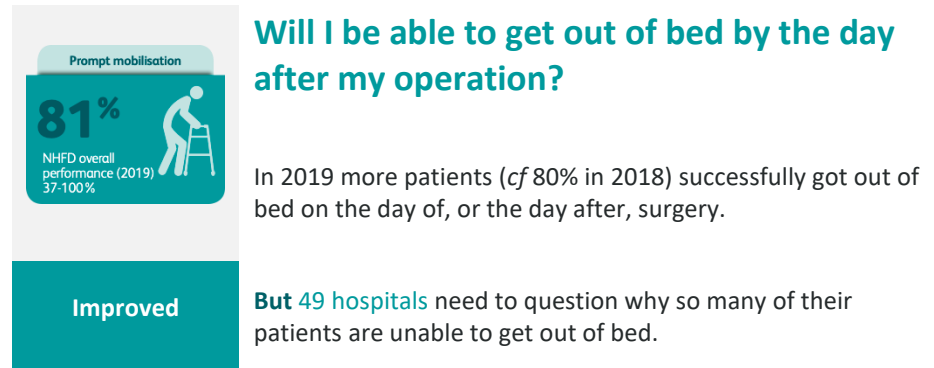 Prompt mobilisation
81%
NHFD overall
performance (2019)
37-100%
Improved
Will I be able to get out of bed by the day
after my operation?
In 2019 more patients (cf 80% in 2018) successfully got out of
bed on the day of, or the day after, surgery.
But 49 hospitals need to question why so many of their
patients are unable to get out of bed.